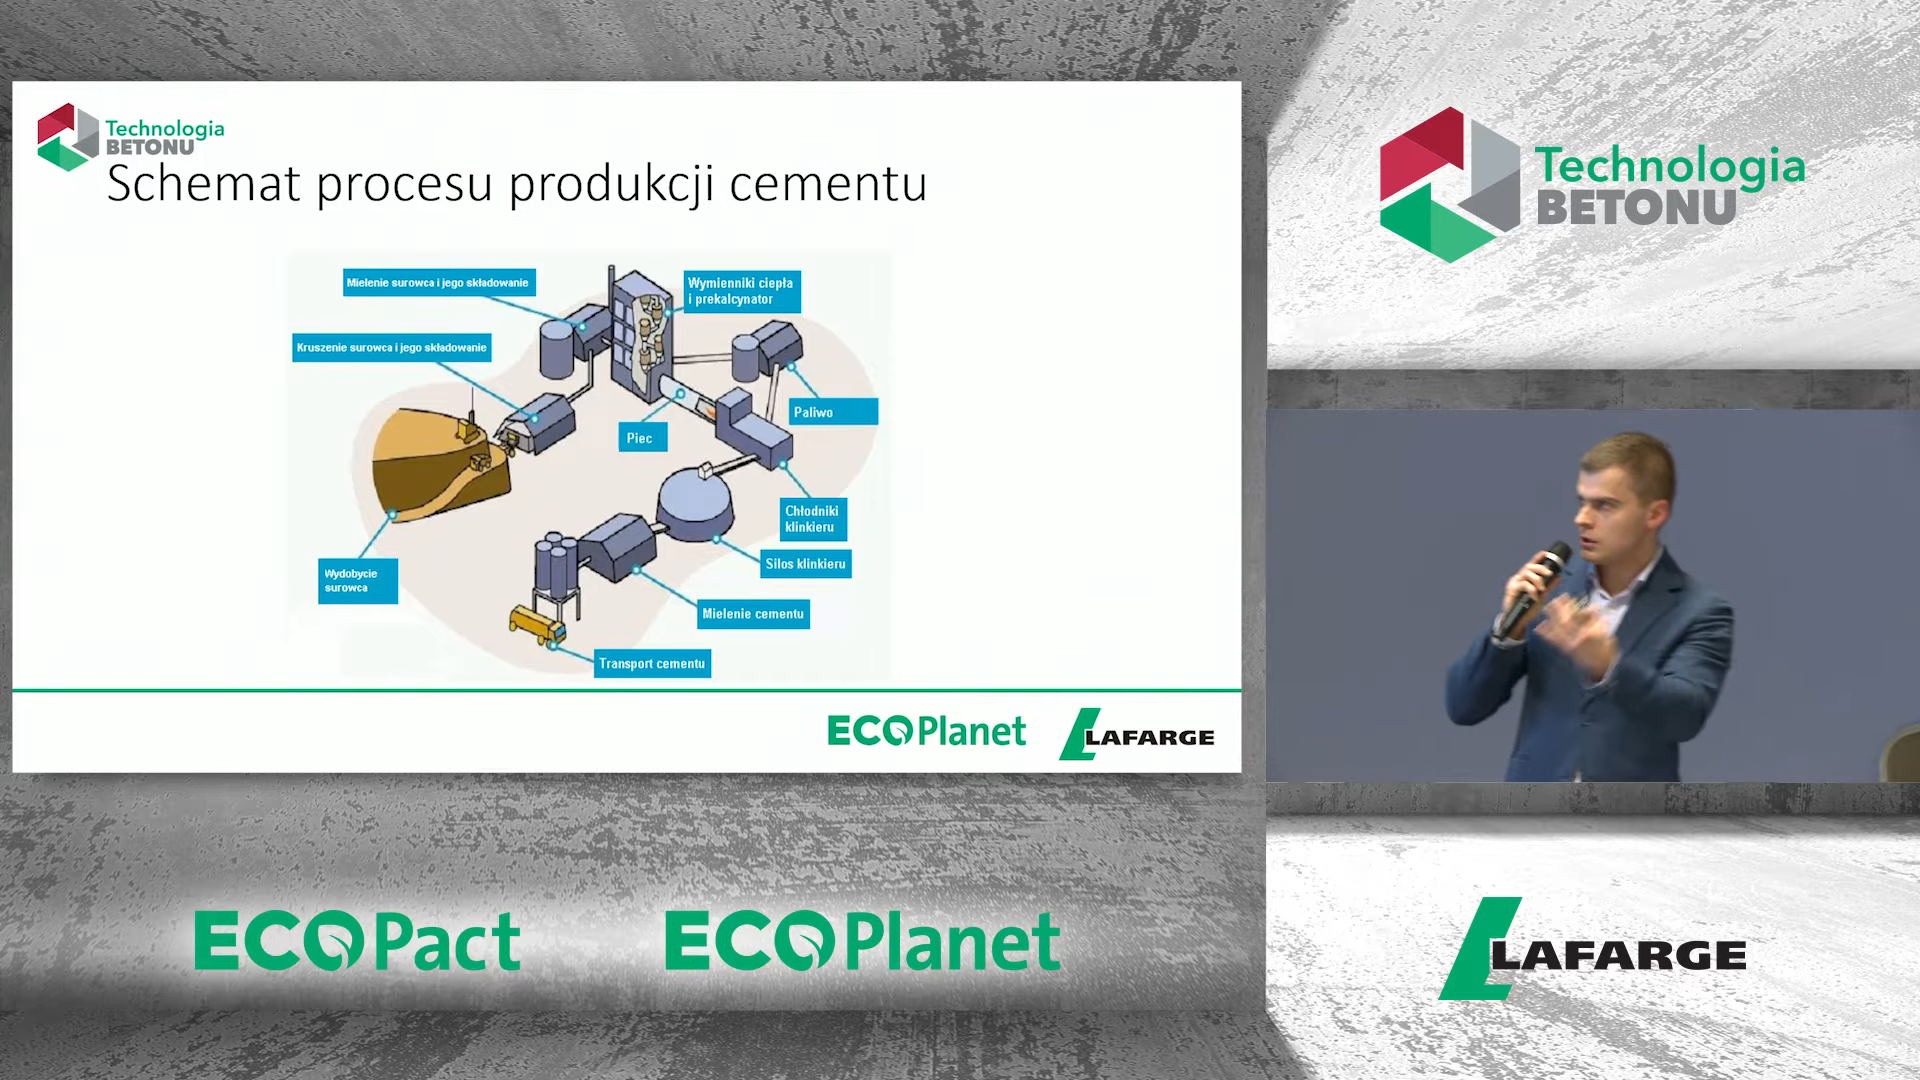 Technologia
BETONU
Schemat procesu produkcji cementu
Mielenie surowca i jego składowanie
Wymienniki ciepła
i prekalcynator
Kruszenie surowca i jego składowanie
Paliwo
Piec
Chłodniki
klinkieru
Silos klinkieru
Wydobycie
surowca
Mielenie cementu
Transport cementu
ECOPlanet
LAFARGE
Technologia
BETONU
ECOPact
ECOPlanet
LAFARGE